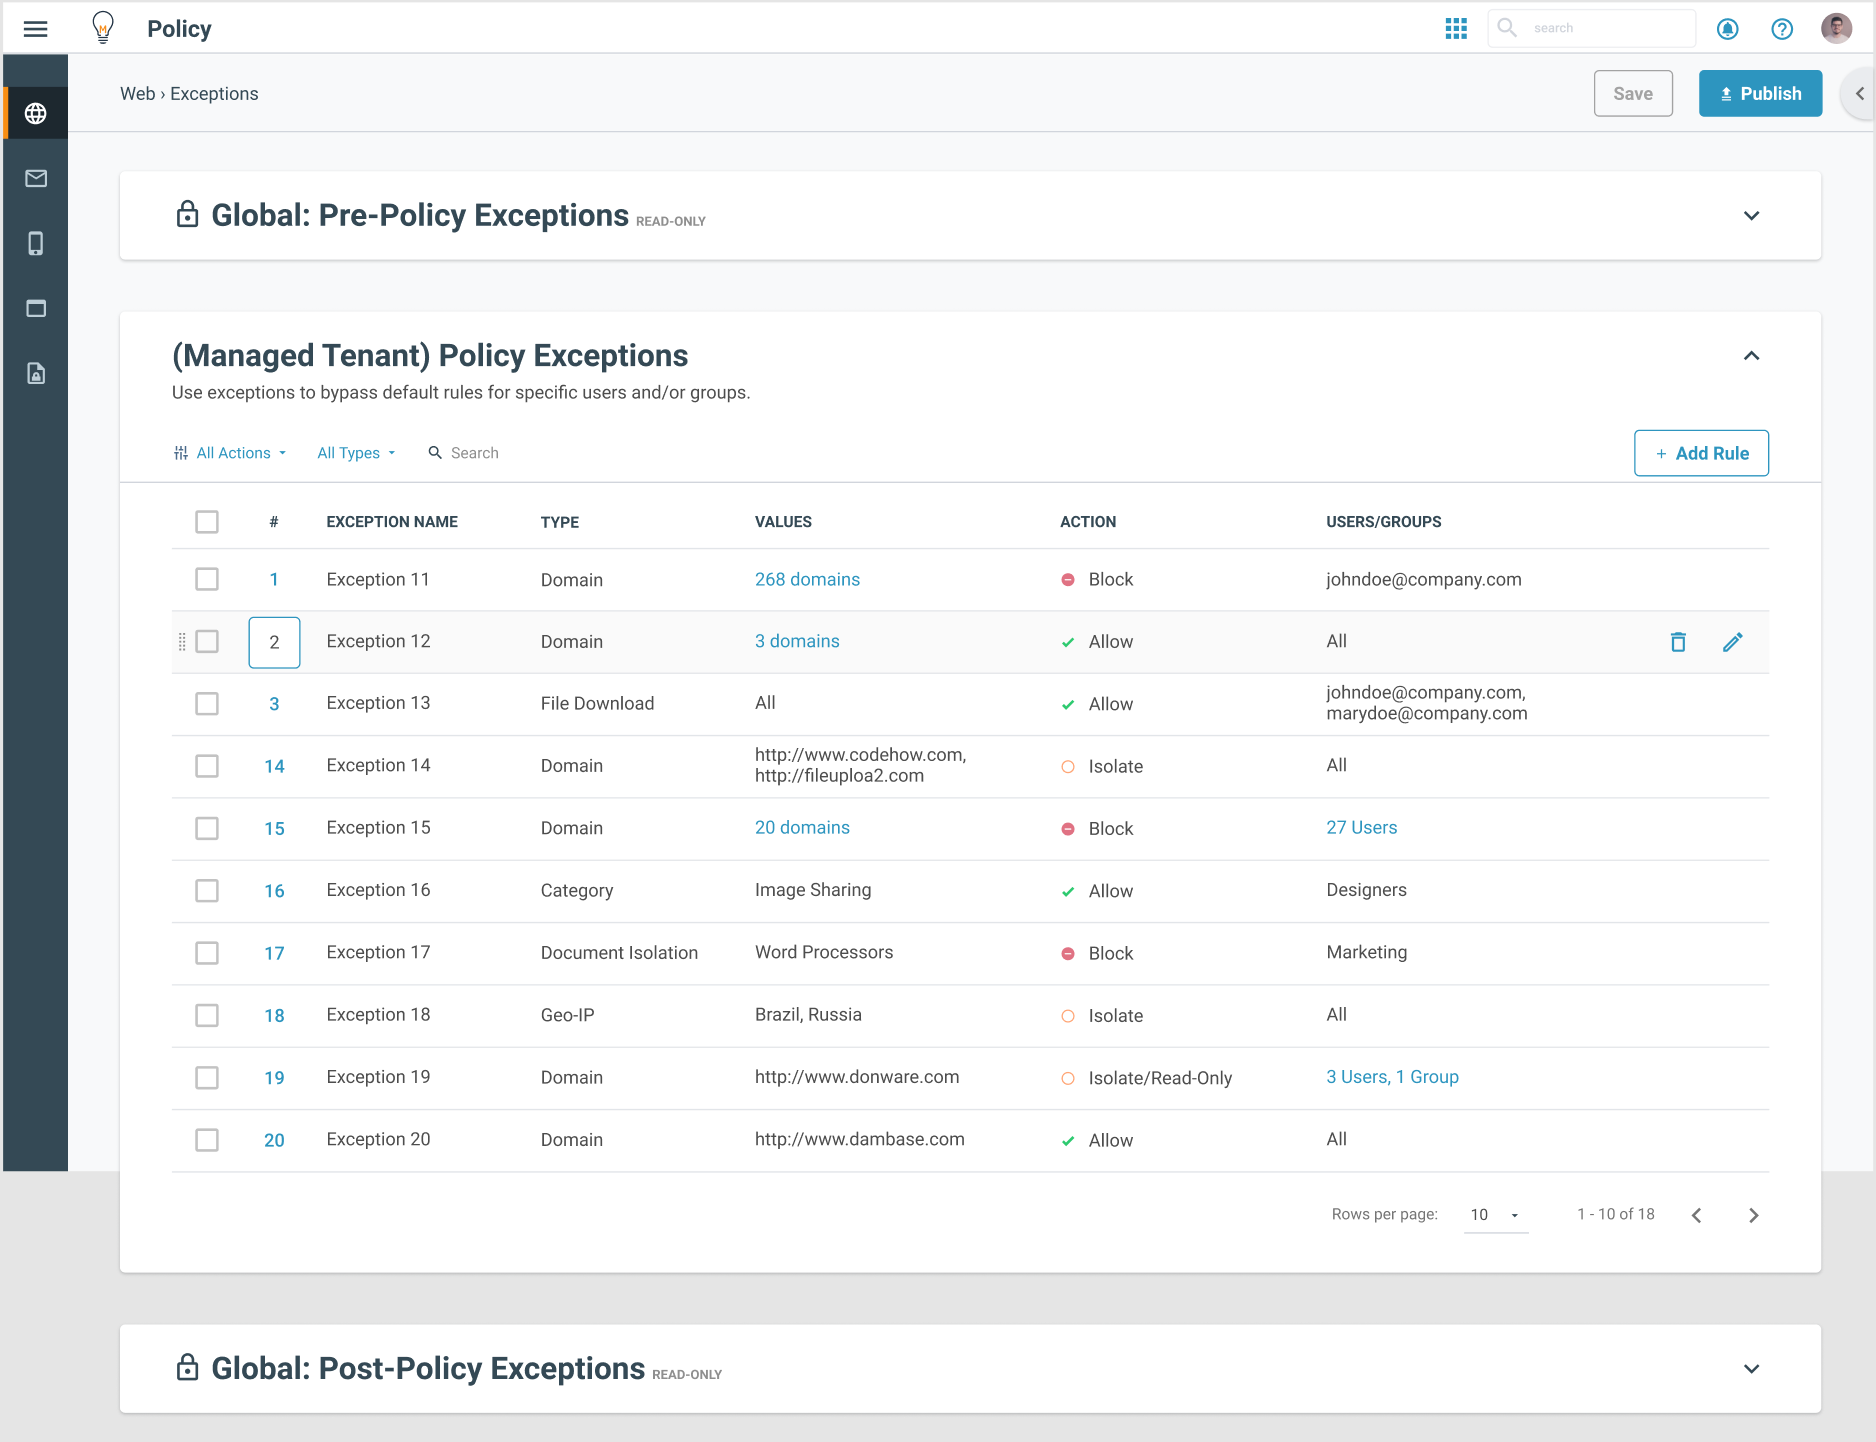 M
Policy
search
Web › Exceptions
Save
Publish
Global: Pre-Policy Exceptions READ-ONLY
(Managed Tenant) Policy Exceptions
Use exceptions to bypass default rules for specific users and/or groups.
All Actions All Types Search
+ Add Rule
# EXCEPTION NAME TYPE VALUES ACTION USERS/GROUPS
1 Exception 11 Domain 268 domains Block johndoe@company.com
2 Exception 12 Domain 3 domains Allow All
3 Exception 13 File Download All Allow johndoe@company.com,
marydoe@company.com
14 Exception 14 Domain http://www.codehow.com, Isolate All
http://fileuploa2.com
15 Exception 15 Domain 20 domains Block 27 Users
16 Exception 16 Category Image Sharing Allow Designers
17 Exception 17 Document Isolation Word Processors Block Marketing
18 Exception 18 Geo-IP Brazil, Russia Isolate All
19 Exception 19 Domain http://www.donware.com Isolate/Read-Only 3 Users, 1 Group
20 Exception 20 Domain http://www.dambase.com Allow All
Rows per page: 10 1 - 10 of 18
Global: Post-Policy Exceptions READ-ONLY